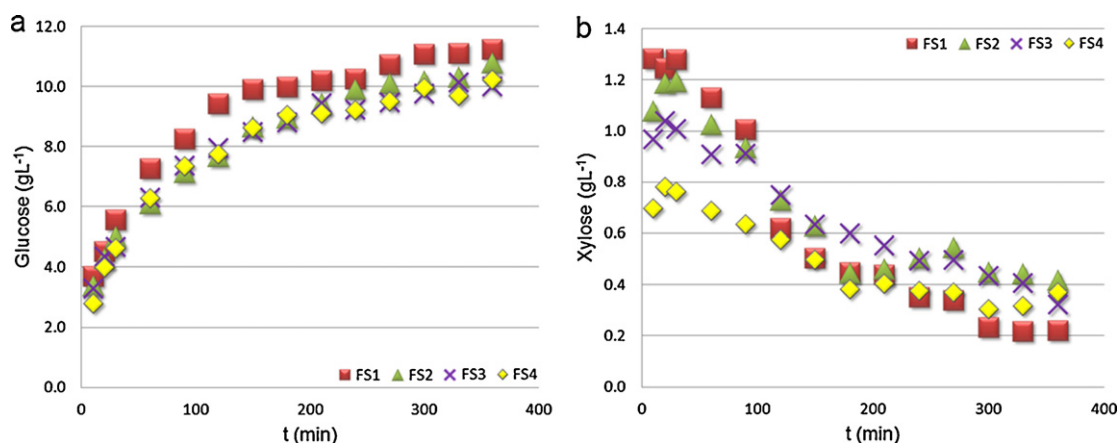 a
12.0
10.0
8.0
6.0
4.0
2.0
0.0
Glucose (gL⁻¹)
FS1 FS2 FS3 FS4
0 100 200 300 400
t (min)
b
1.4
1.2
1.0
0.8
0.6
0.4
0.2
0.0
Xylose (gL⁻¹)
FS1 FS2 FS3 FS4
0 100 200 300 400
t (min)